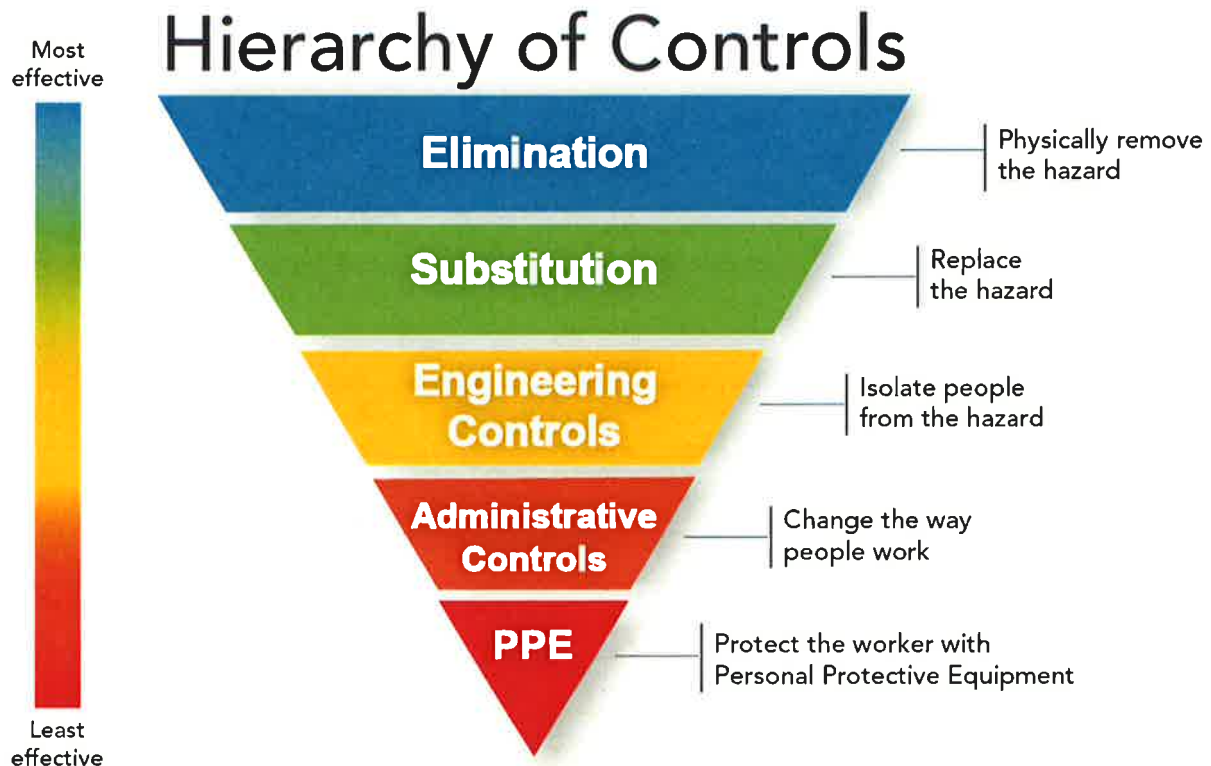 Hierarchy of Controls
Most
effective
Elimination
Physically remove
the hazard
Substitution
Replace
the hazard
Engineering
Controls
Isolate people
from the hazard
Administrative
Controls
Change the way
people work
PPE
Protect the worker with
Personal Protective Equipment
Least
effective